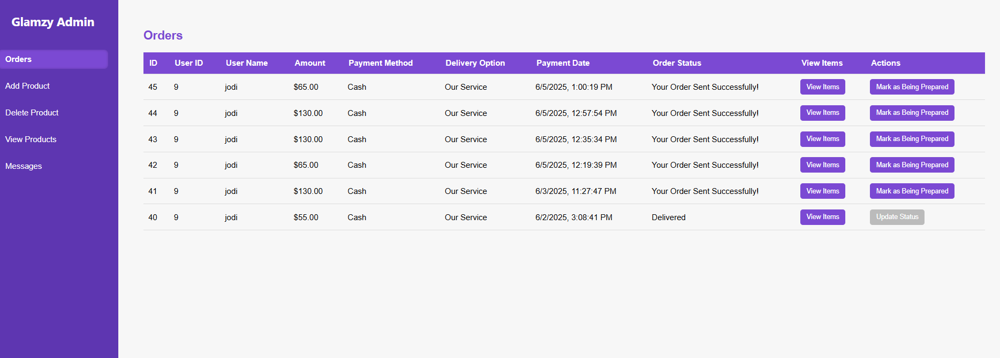 Glamzy Admin
Orders
Add Product
Delete Product
View Products
Messages
Orders
ID User ID User Name Amount Payment Method Delivery Option Payment Date Order Status View Items Actions
45 9 jodi $65.00 Cash Our Service 6/5/2025, 1:00:19 PM Your Order Sent Successfully! View Items Mark as Being Prepared
44 9 jodi $130.00 Cash Our Service 6/5/2025, 12:57:54 PM Your Order Sent Successfully! View Items Mark as Being Prepared
43 9 jodi $130.00 Cash Our Service 6/5/2025, 12:35:34 PM Your Order Sent Successfully! View Items Mark as Being Prepared
42 9 jodi $65.00 Cash Our Service 6/5/2025, 12:19:39 PM Your Order Sent Successfully! View Items Mark as Being Prepared
41 9 jodi $130.00 Cash Our Service 6/3/2025, 11:27:47 PM Your Order Sent Successfully! View Items Mark as Being Prepared
40 9 jodi $55.00 Cash Our Service 6/2/2025, 3:08:41 PM Delivered View Items Update Status